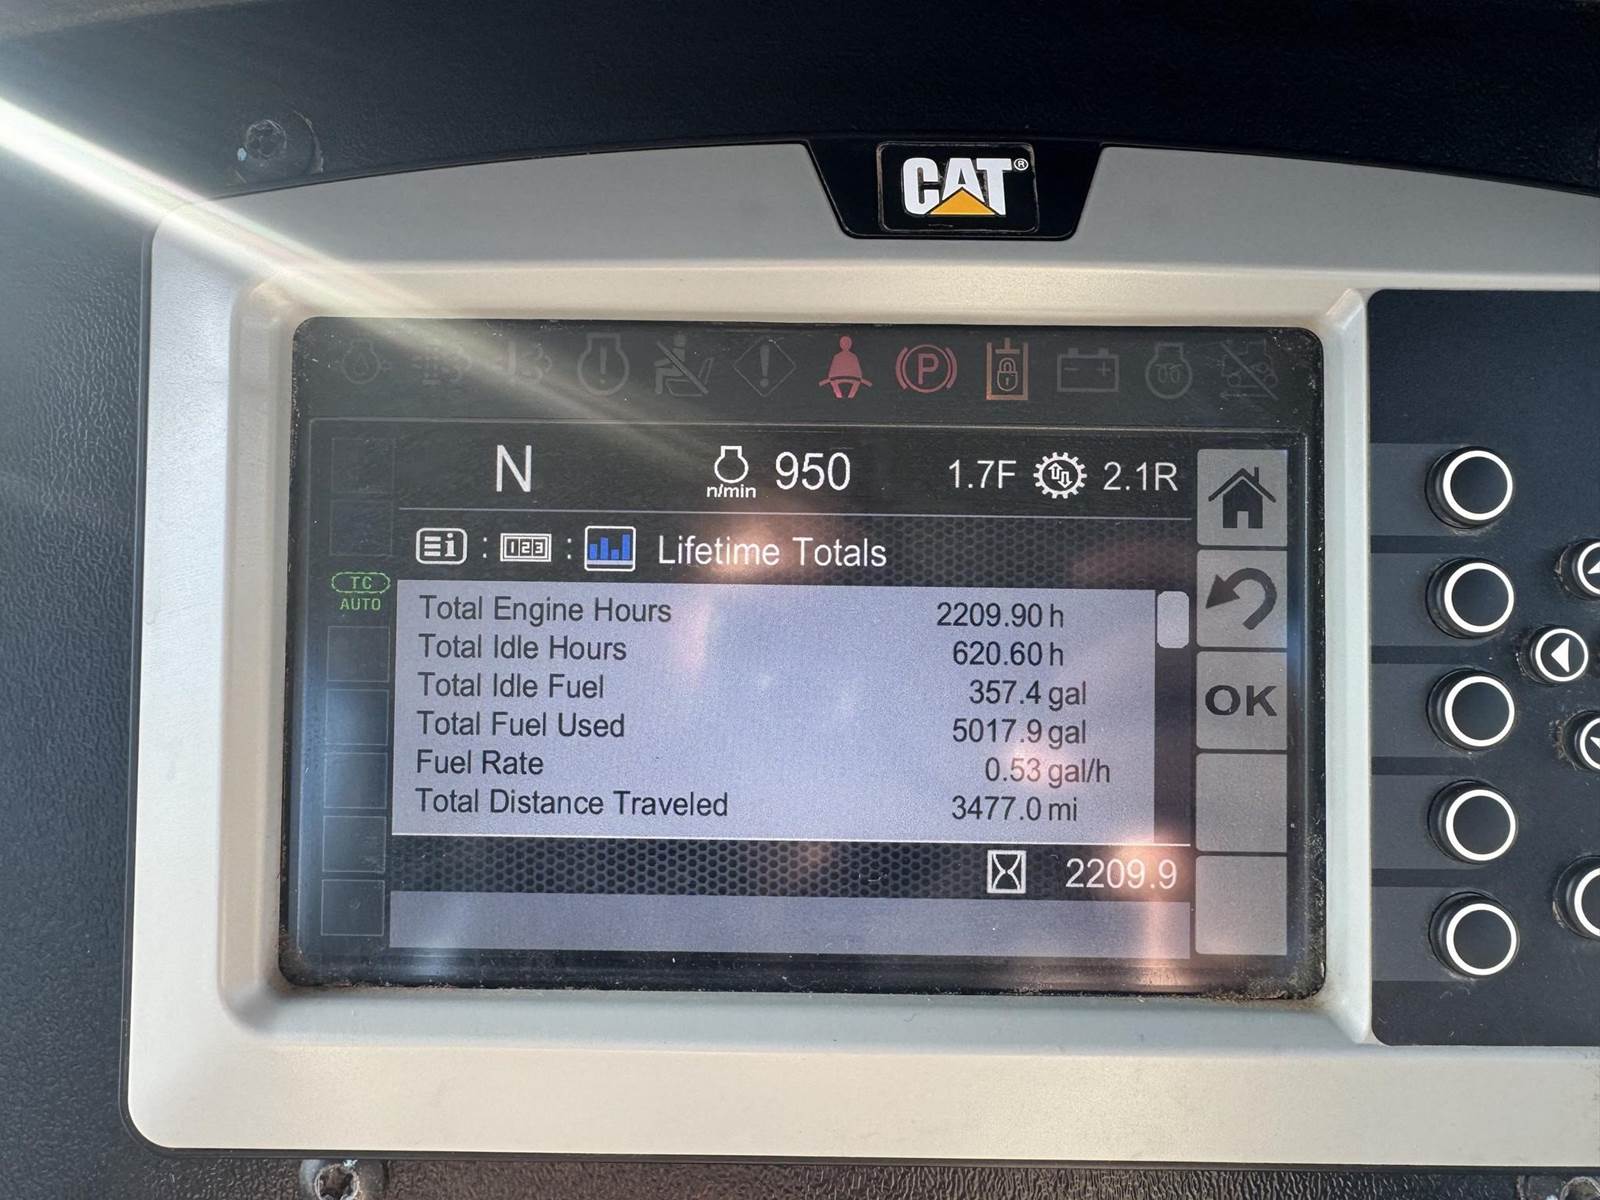 CAT®
P
N
n/min 950
1.7F 2.1R
i : 123 : Lifetime Totals
TC
AUTO
Total Engine Hours 2209.90 h
Total Idle Hours 620.60 h
Total Idle Fuel 357.4 gal
Total Fuel Used 5017.9 gal
Fuel Rate 0.53 gal/h
Total Distance Traveled 3477.0 mi
OK
2209.9